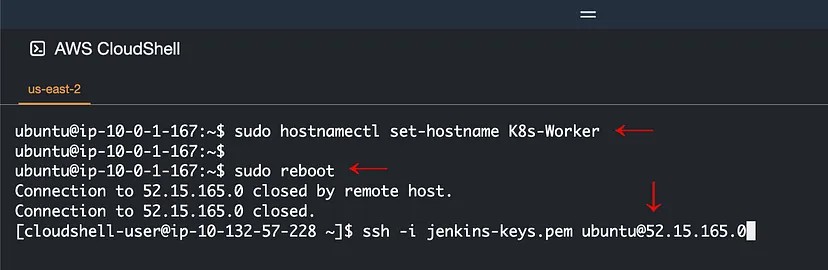 AWS CloudShell
us-east-2
ubuntu@ip-10-0-1-167:~$ sudo hostnamectl set-hostname K8s-Worker
ubuntu@ip-10-0-1-167:~$
ubuntu@ip-10-0-1-167:~$ sudo reboot
Connection to 52.15.165.0 closed by remote host.
Connection to 52.15.165.0 closed.
[cloudshell-user@ip-10-132-57-228 ~]$ ssh -i jenkins-keys.pem ubuntu@52.15.165.0